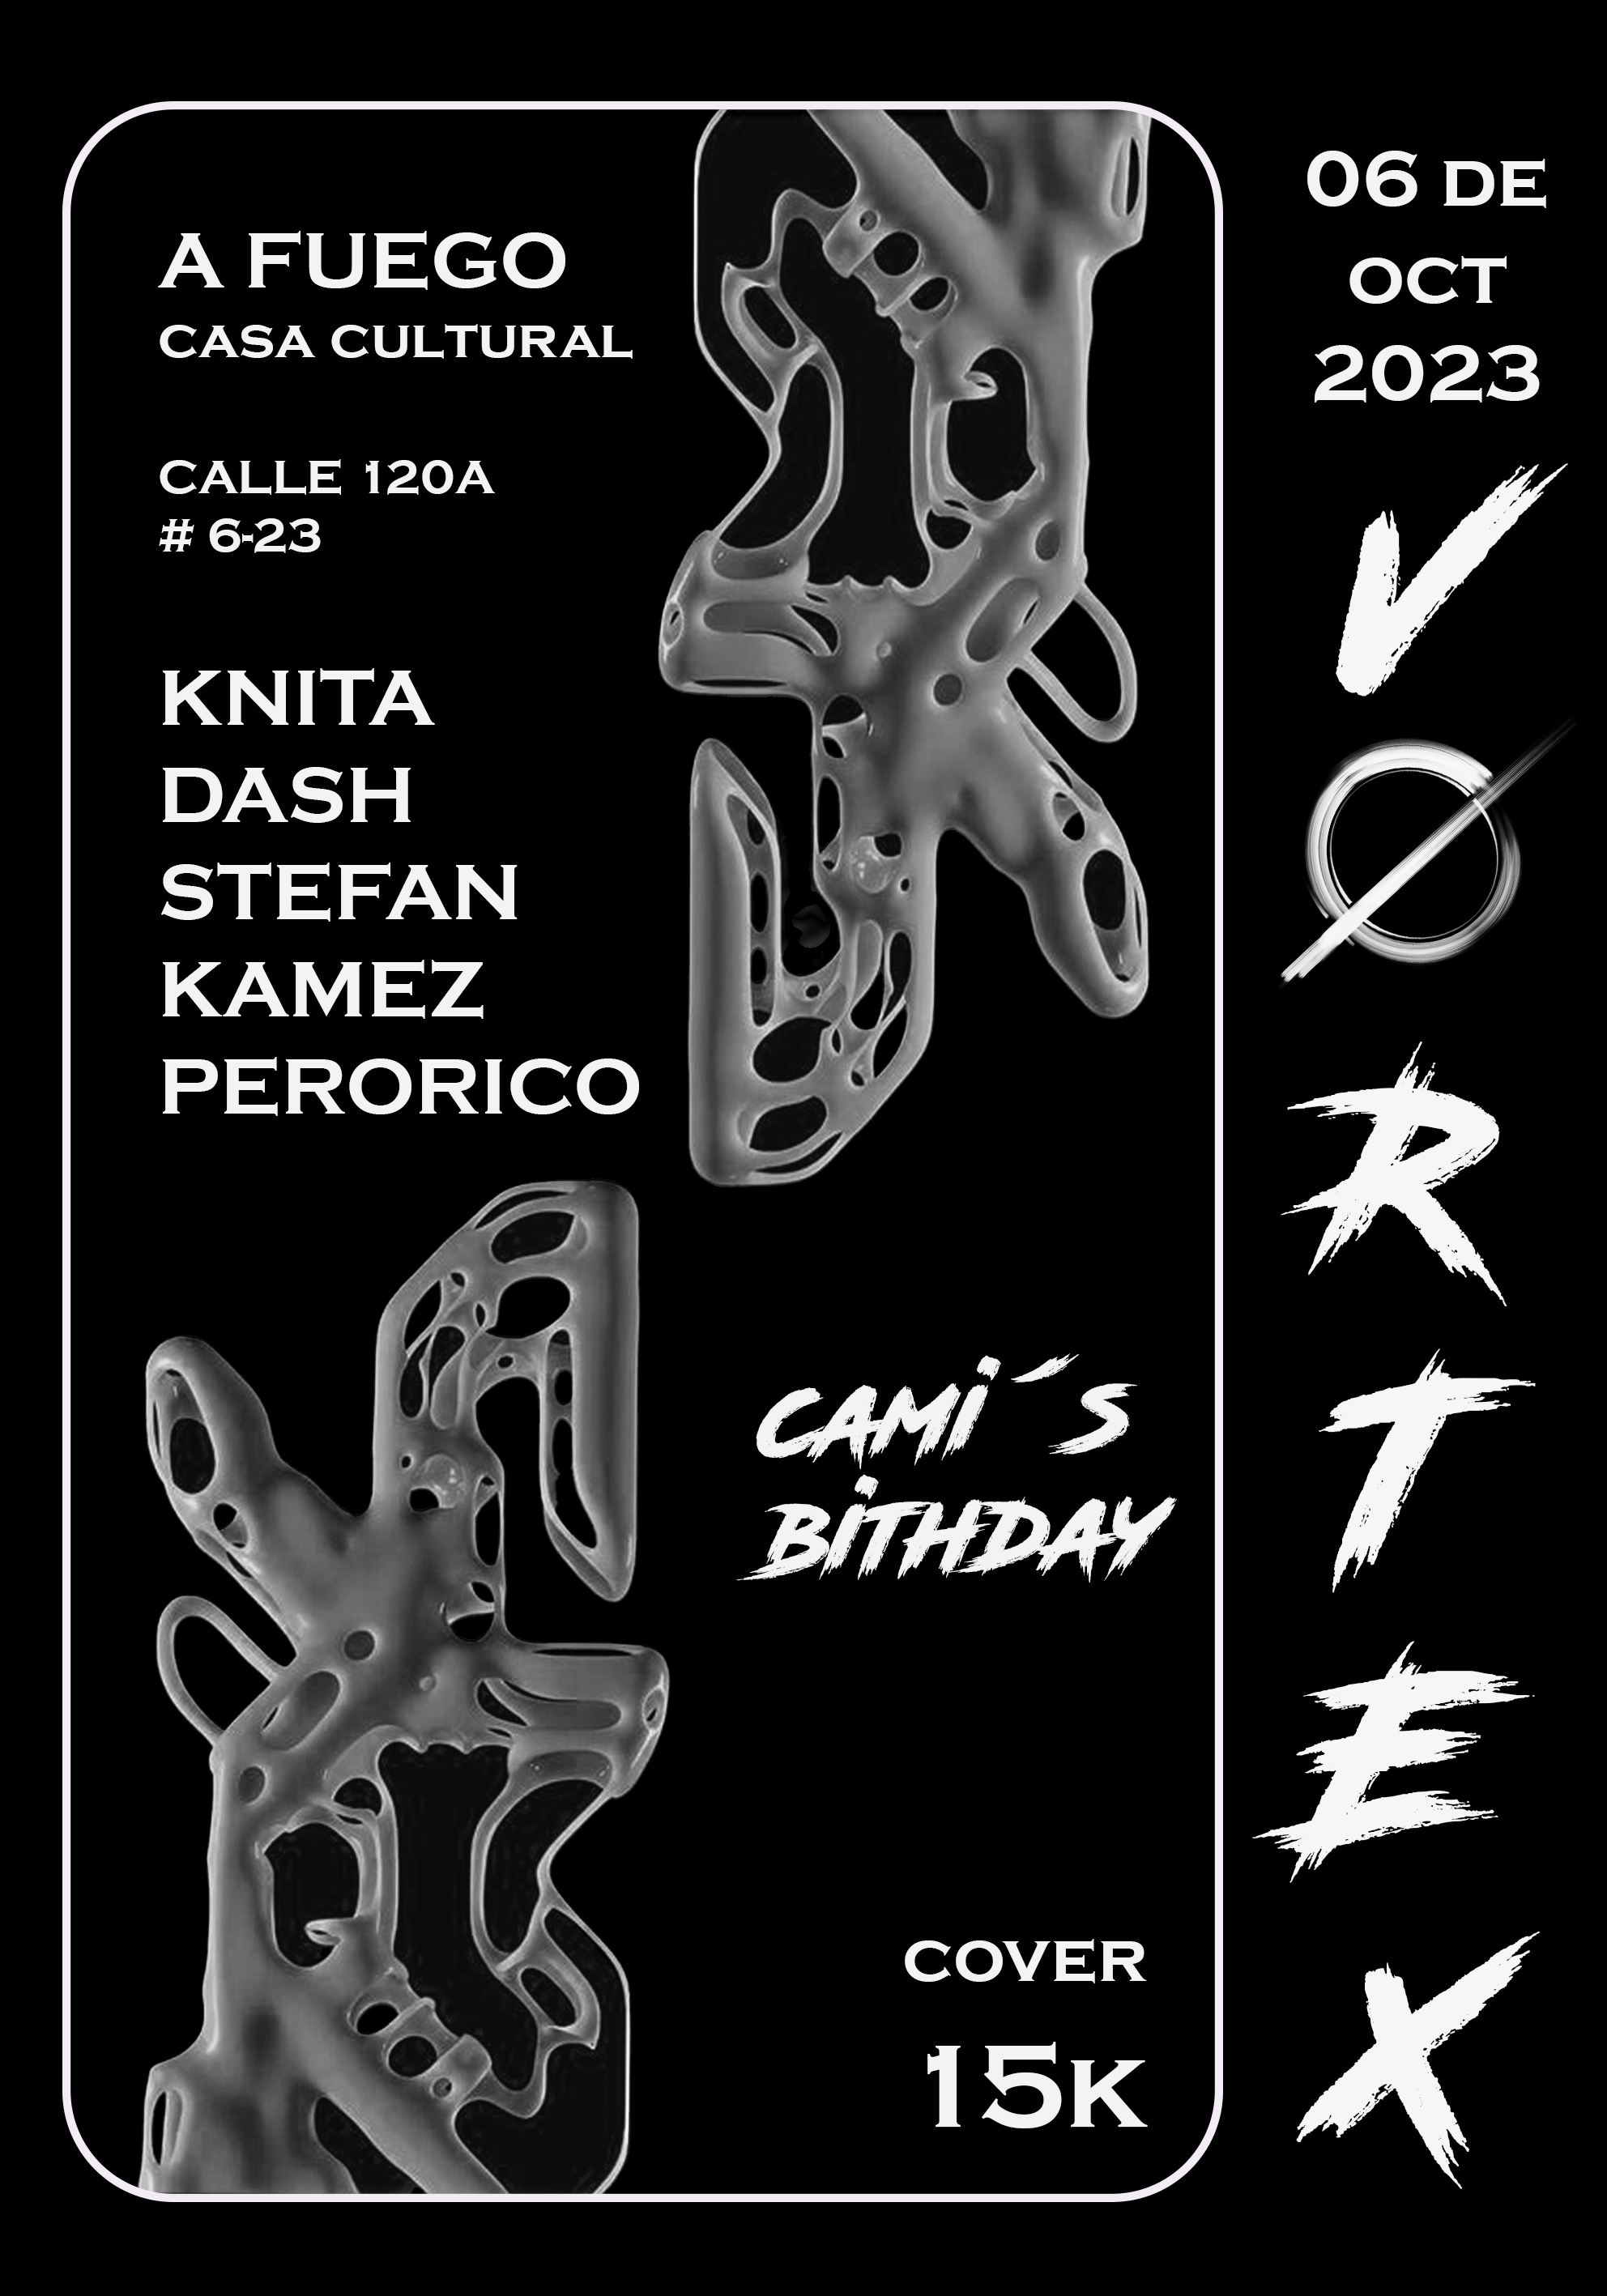 A FUEGO
CASA CULTURAL
CALLE 120A
# 6-23
KNITA
DASH
STEFAN
KAMEZ
PERORICO
CAMI´S
BITHDAY
COVER
15K
06 DE
OCT
2023
V
Ø
R
T
E
X